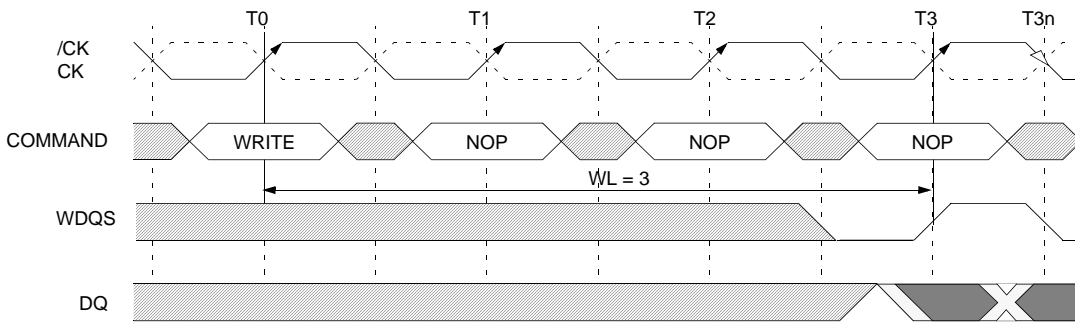 T0 T1 T2 T3 T3n
/CK
CK
COMMAND WRITE NOP NOP NOP
WL = 3
WDQS
DQ